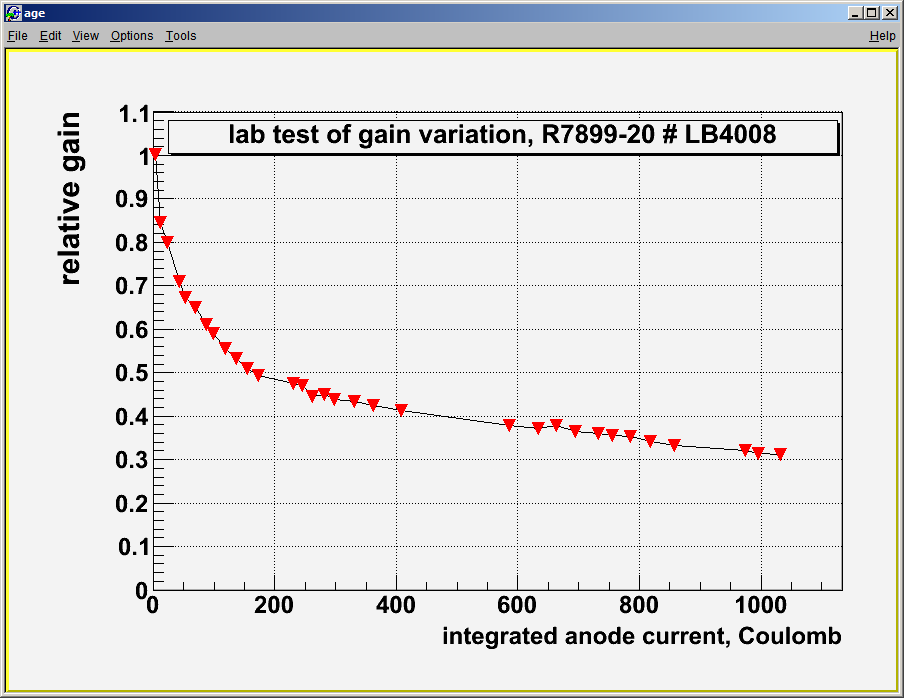 age
File Edit View Options Tools Help
lab test of gain variation, R7899-20 # LB4008
relative gain
1.1
1
0.9
0.8
0.7
0.6
0.5
0.4
0.3
0.2
0.1
0
0 200 400 600 800 1000
integrated anode current, Coulomb